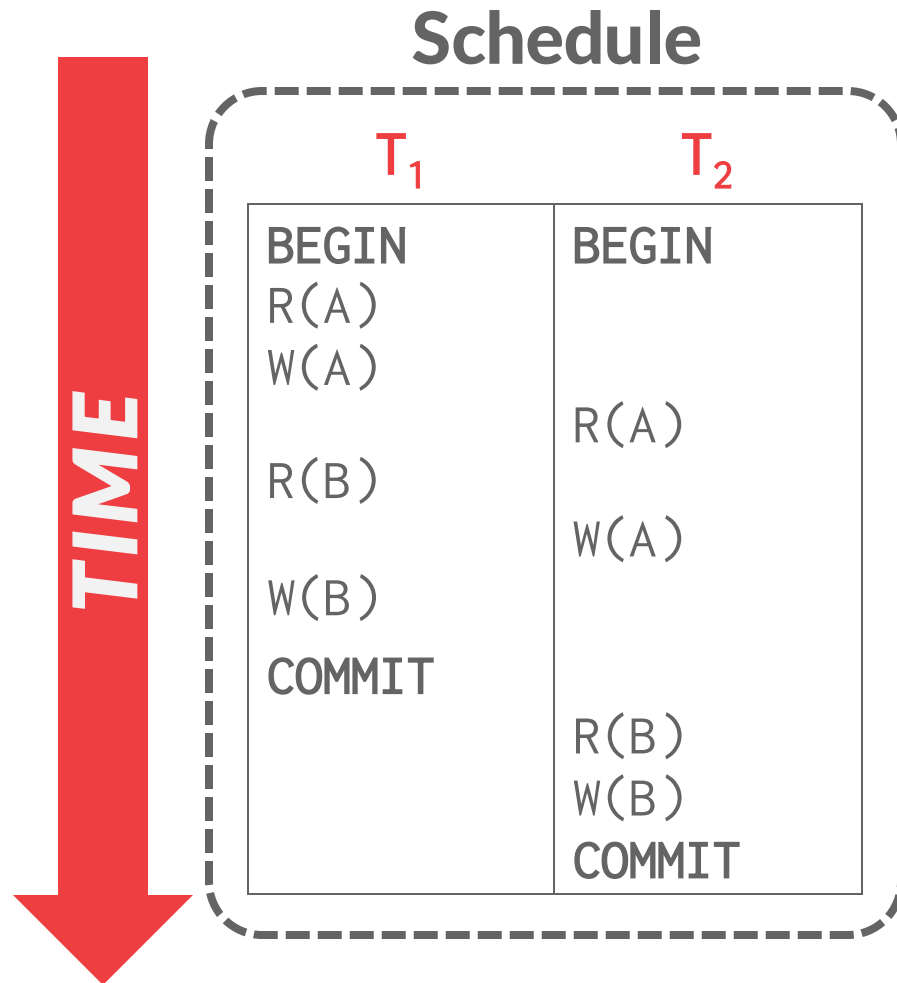 Schedule
TIME
T₁ T₂
BEGIN BEGIN
R(A)
W(A)
R(A)
R(B)
W(A)
W(B)
COMMIT
R(B)
W(B)
COMMIT